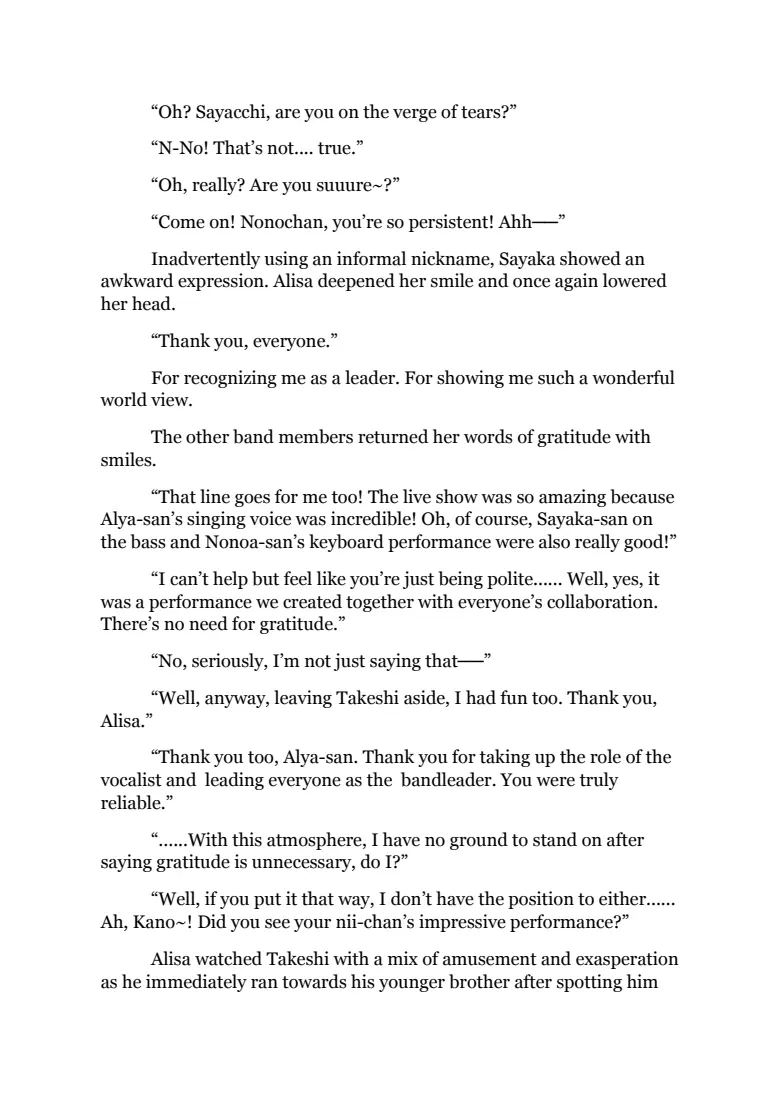 “Oh? Sayacchi, are you on the verge of tears?”
“N-No! That’s not.... true.”
“Oh, really? Are you suuure~?”
“Come on! Nonochan, you’re so persistent! Ahh──”
Inadvertently using an informal nickname, Sayaka showed an
awkward expression. Alisa deepened her smile and once again lowered
her head.
“Thank you, everyone.”
For recognizing me as a leader. For showing me such a wonderful
world view.
The other band members returned her words of gratitude with
smiles.
“That line goes for me too! The live show was so amazing because
Alya-san’s singing voice was incredible! Oh, of course, Sayaka-san on
the bass and Nonoa-san’s keyboard performance were also really good!”
“I can’t help but feel like you’re just being polite...... Well, yes, it
was a performance we created together with everyone’s collaboration.
There’s no need for gratitude.”
“No, seriously, I’m not just saying that──”
“Well, anyway, leaving Takeshi aside, I had fun too. Thank you,
Alisa.”
“Thank you too, Alya-san. Thank you for taking up the role of the
vocalist and  leading everyone as the  bandleader. You were truly
reliable.”
“......With this atmosphere, I have no ground to stand on after
saying gratitude is unnecessary, do I?”
“Well, if you put it that way, I don’t have the position to either......
Ah, Kano~! Did you see your nii-chan’s impressive performance?”
Alisa watched Takeshi with a mix of amusement and exasperation
as he immediately ran towards his younger brother after spotting him